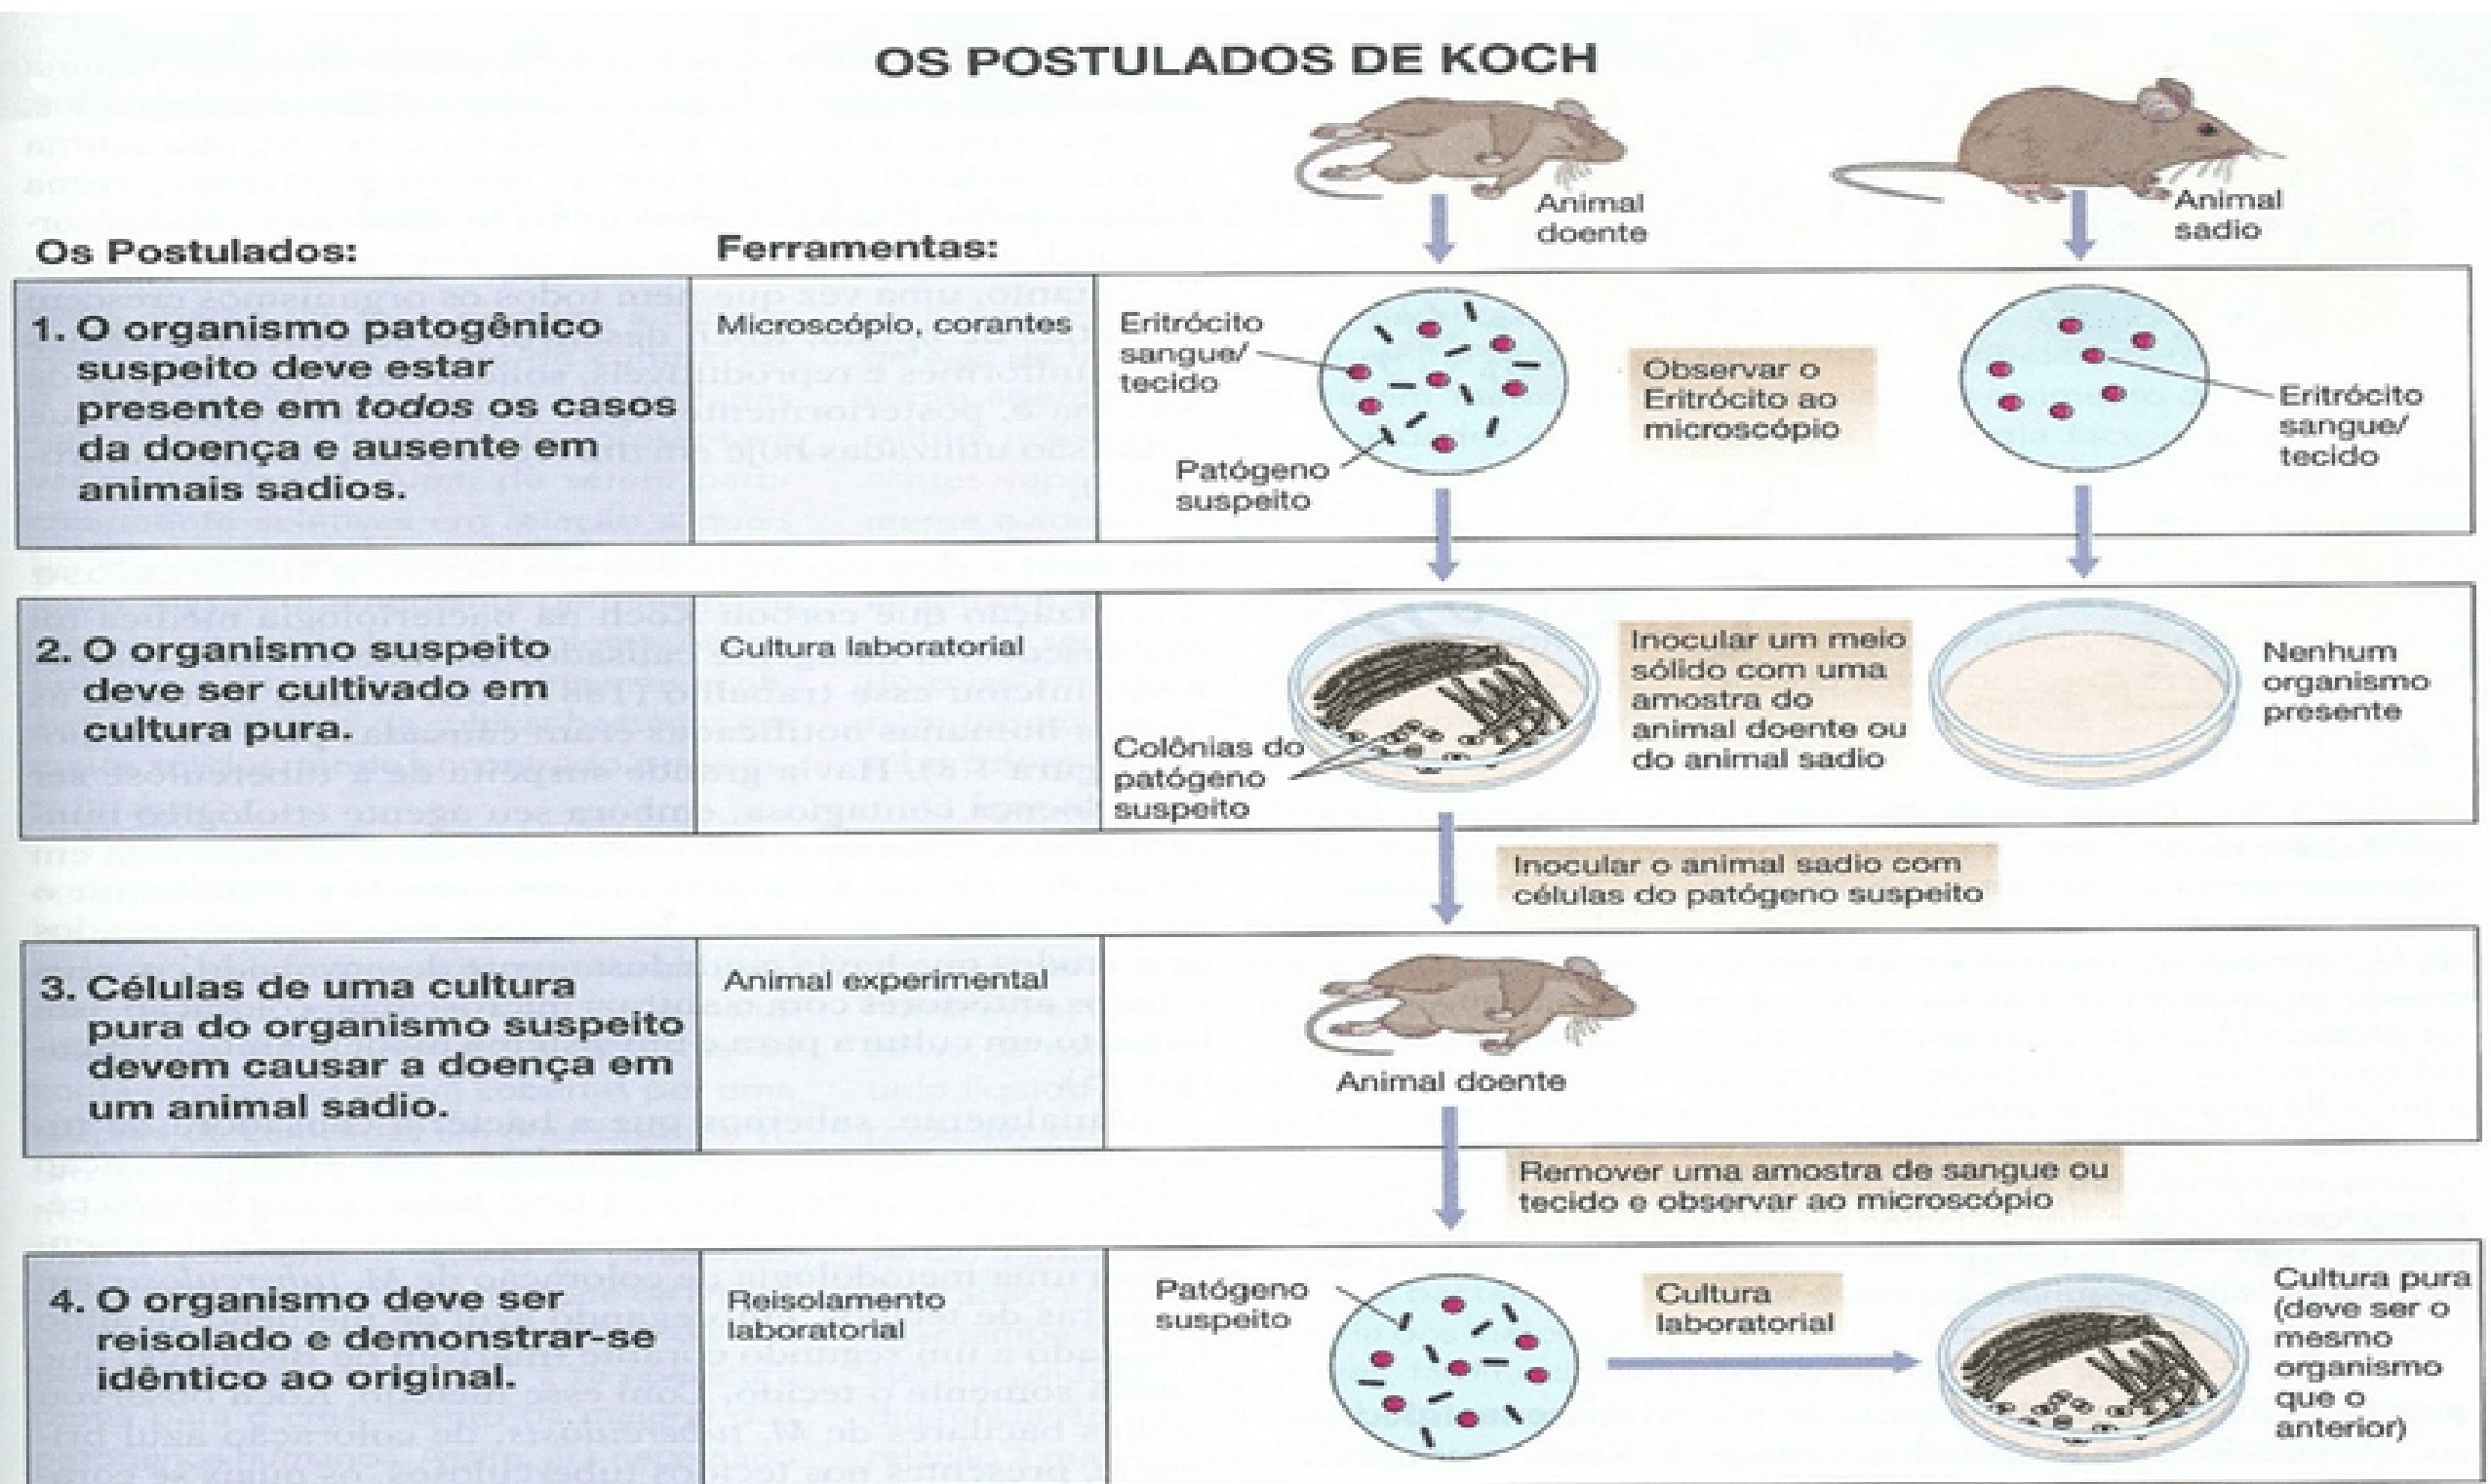 OS POSTULADOS DE KOCH
Animal
doente
Animal
sadio
Os Postulados:
Ferramentas:
1. O organismo patogênico
suspeito deve estar
presente em todos os casos
da doença e ausente em
animais sadios.
Microscópio, corantes
Eritrócito
sangue/
tecido
Patógeno
suspeito
Observar o
Eritrócito ao
microscópio
Eritrócito
sangue/
tecido
2. O organismo suspeito
deve ser cultivado em
cultura pura.
Cultura laboratorial
Colônias do
patógeno
suspeito
Inocular um meio
sólido com uma
amostra do
animal doente ou
do animal sadio
Nenhum
organismo
presente
Inocular o animal sadio com
células do patógeno suspeito
3. Células de uma cultura
pura do organismo suspeito
devem causar a doença em
um animal sadio.
Animal experimental
Animal doente
Remover uma amostra de sangue ou
tecido e observar ao microscópio
4. O organismo deve ser
reisolado e demonstrar-se
idêntico ao original.
Reisolamento
laboratorial
Patógeno
suspeito
Cultura
laboratorial
Cultura pura
(deve ser o
mesmo
organismo
que o
anterior)